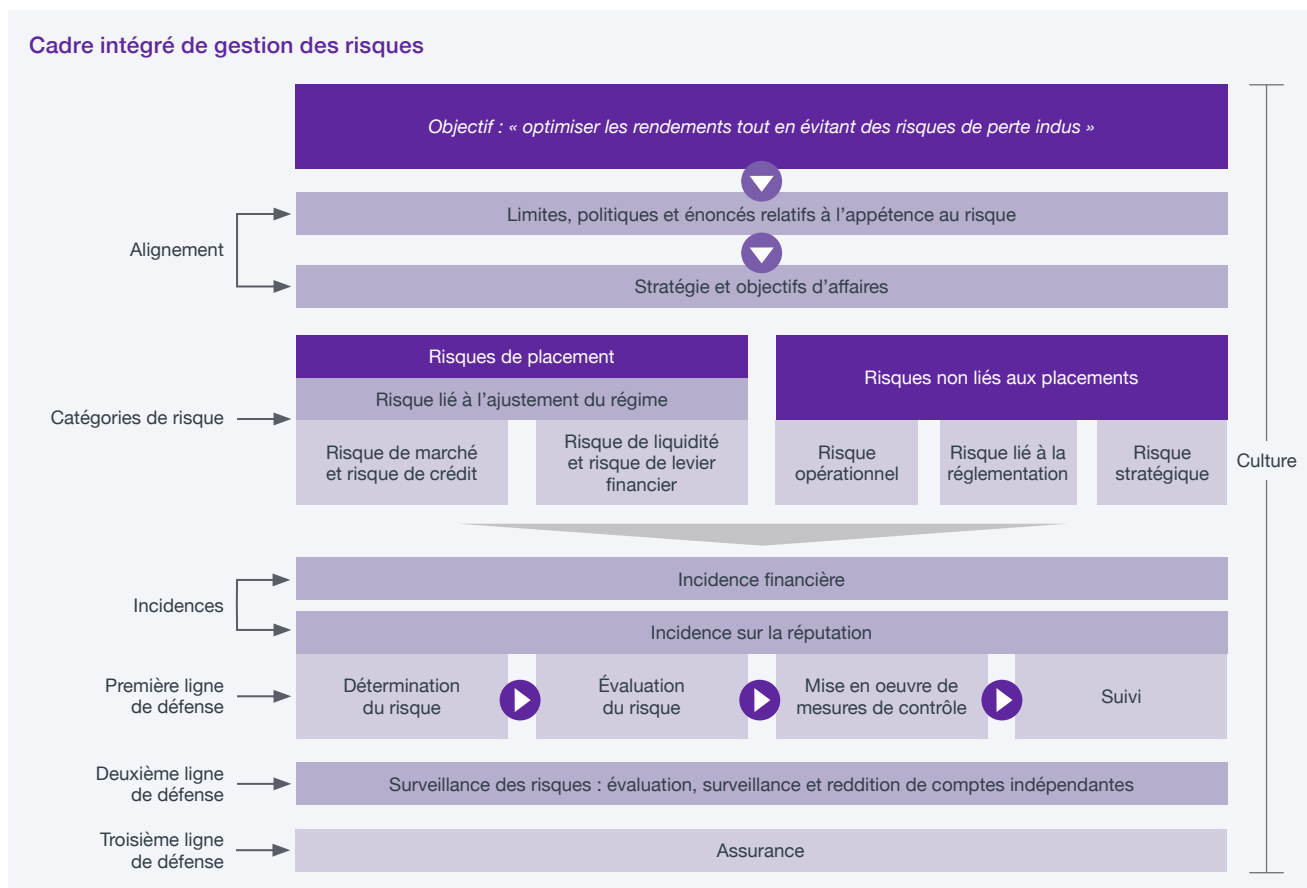 Cadre intégré de gestion des risques
Objectif : « optimiser les rendements tout en évitant des risques de perte indus »
Alignement
Limites, politiques et énoncés relatifs à l’appétence au risque
Stratégie et objectifs d’affaires
Catégories de risque
Risques de placement
Risque lié à l’ajustement du régime
Risque de marché
et risque de crédit
Risque de liquidité
et risque de levier
financier
Risques non liés aux placements
Risque
opérationnel
Risque lié à la
réglementation
Risque
stratégique
Culture
Incidences
Incidence financière
Incidence sur la réputation
Première ligne
de défense
Détermination
du risque
Évaluation
du risque
Mise en oeuvre de
mesures de contrôle
Suivi
Deuxième ligne
de défense
Surveillance des risques : évaluation, surveillance et reddition de comptes indépendantes
Troisième ligne
de défense
Assurance